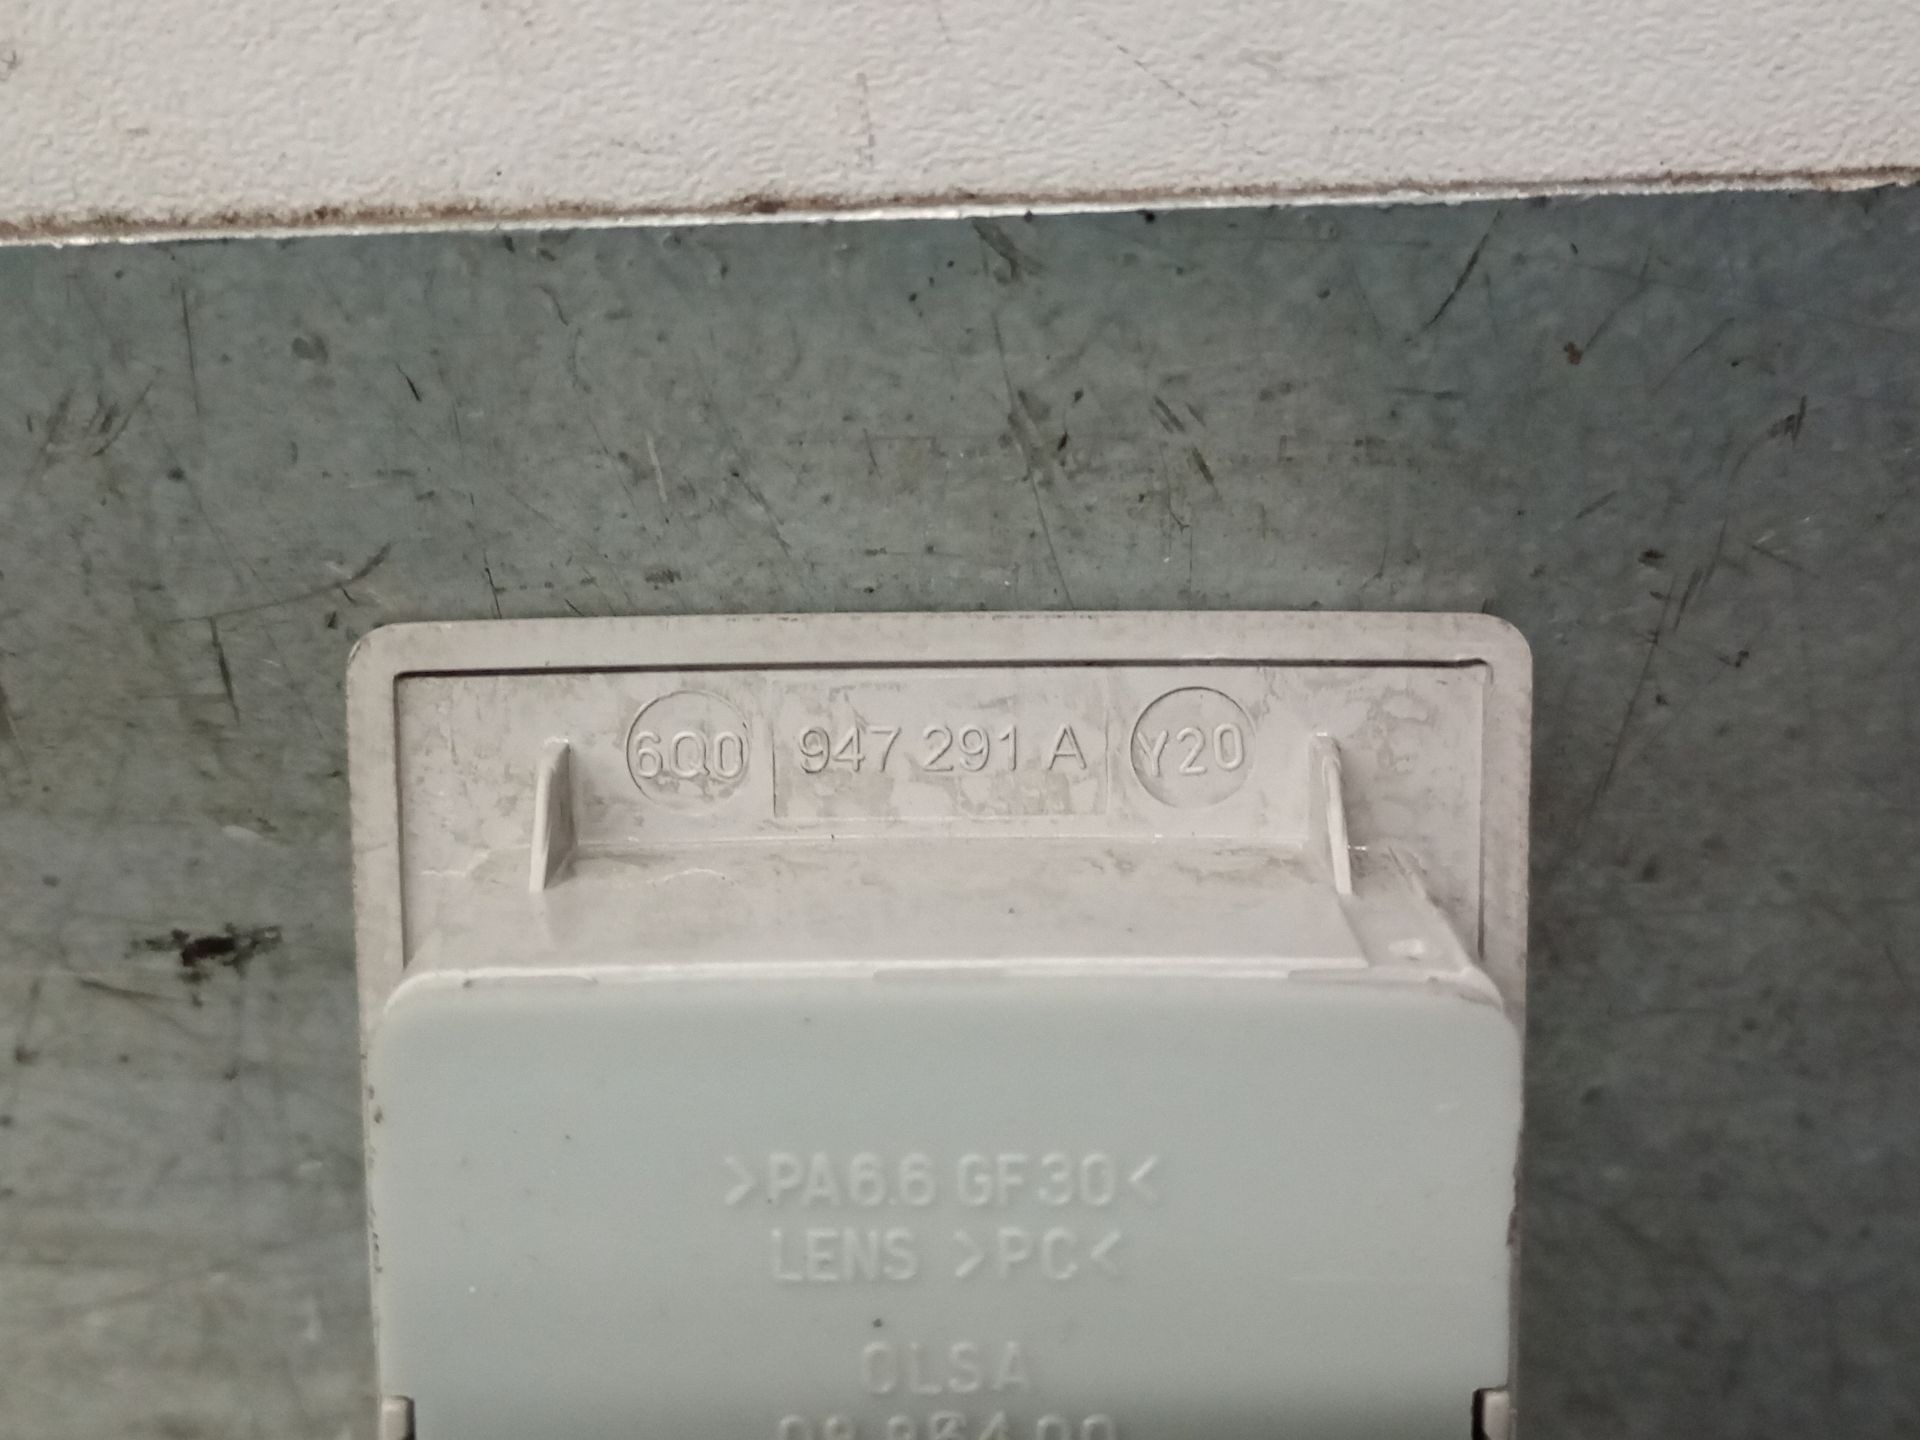 6Q0 947 291 A Y20
>PA6.6 GF30<
LENS >PC<
OLSA